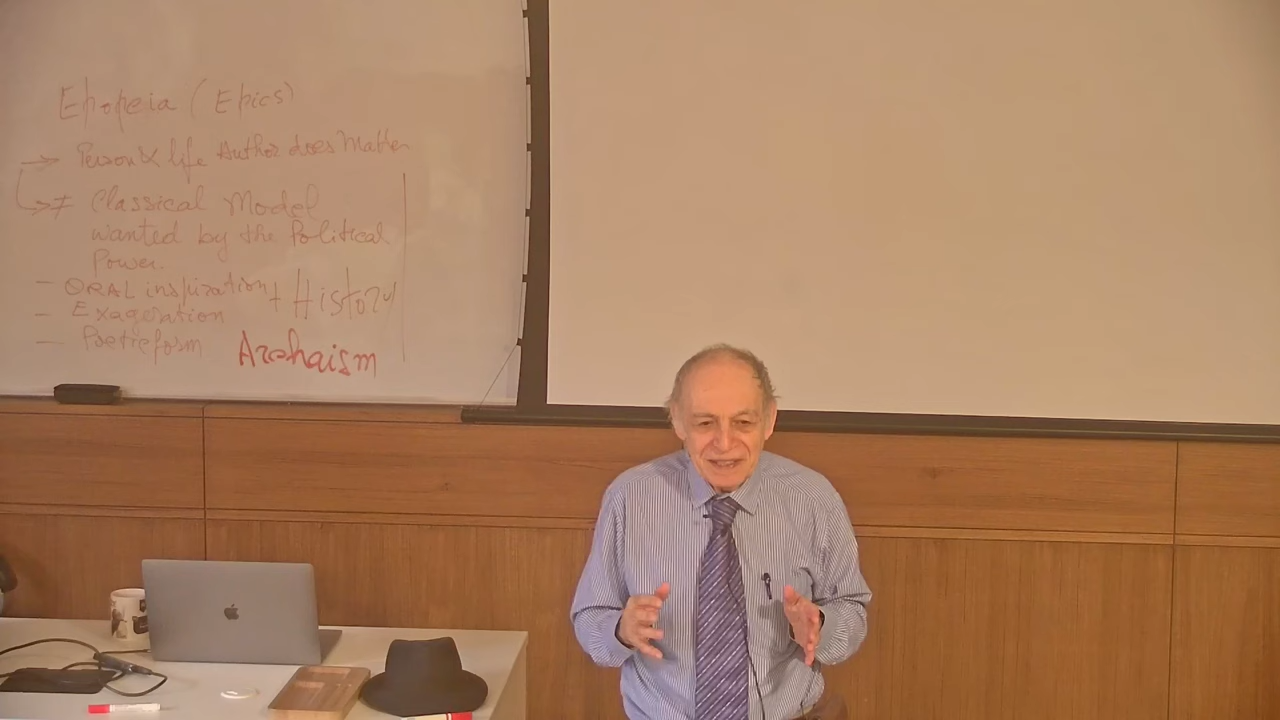 Epopeia (Epics)
→ Person & life Author does Matter
↳ ≠ Classical Model
wanted by the Political
Power.
- ORAL inspiration + History
- Exageration
- Poetic form Archaism